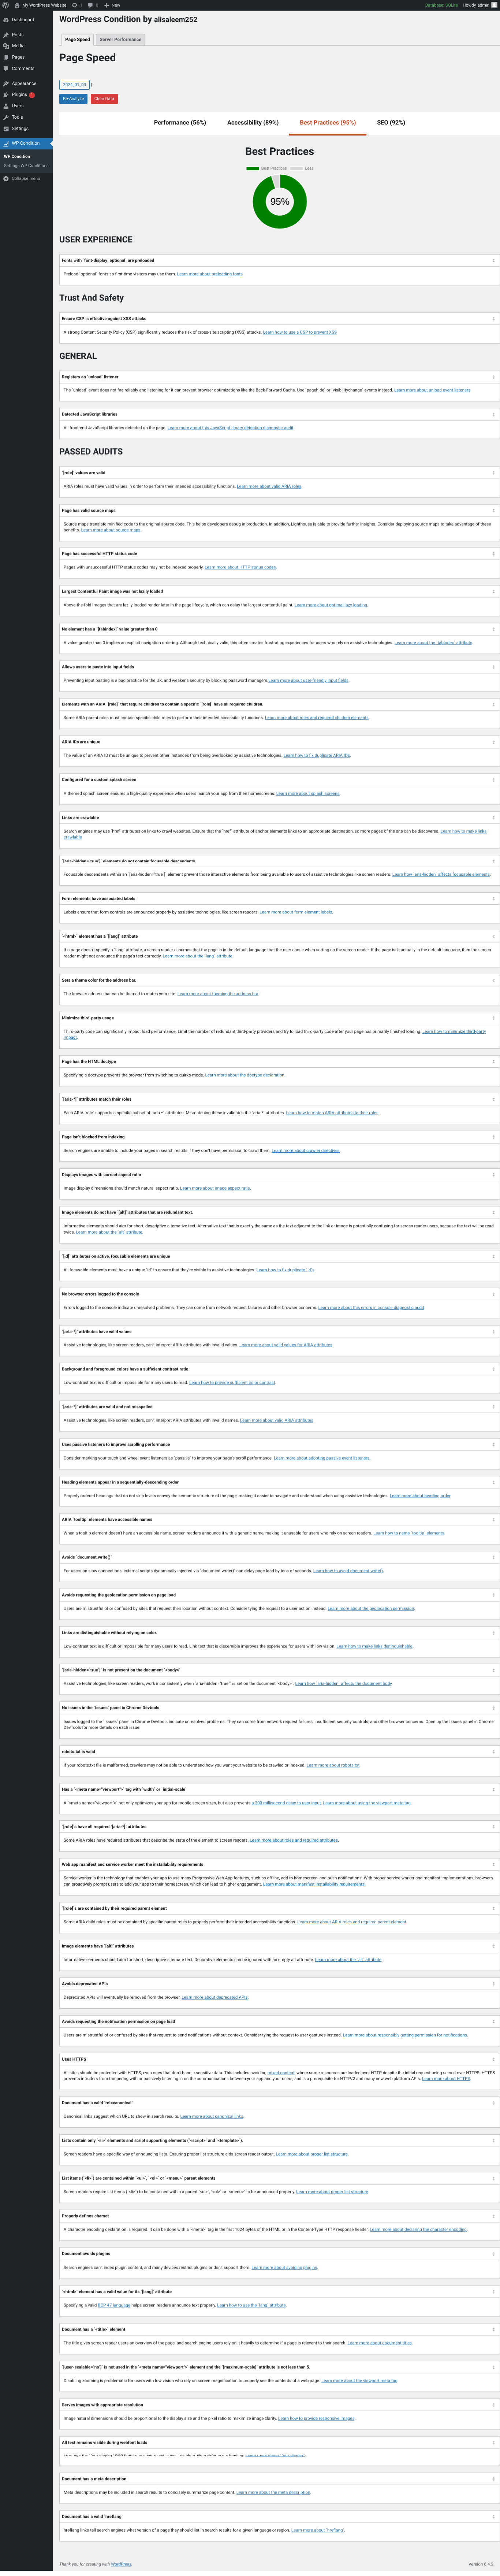 My WordPress Website
1
0
New
Database: SQLite
Howdy, admin
Dashboard
Posts
Media
Pages
Comments
Appearance
Plugins 1
Users
Tools
Settings
WP Condition
WP Condition
Settings WP Conditions
Collapse menu
WordPress Condition by alisaleem252
Page Speed
Server Performance
Page Speed
2024_01_03
Re-Analyse
Clear Data
Performance (56%)
Accessibility (89%)
Best Practices (95%)
SEO (92%)
Best Practices
Best Practices
95%
USER EXPERIENCE
Fonts with `font-display: optional` are preloaded
Preload `optional` fonts so first-time visitors may use them. Learn more about preloading fonts
Trust And Safety
Ensure CSP is effective against XSS attacks
A strong Content Security Policy (CSP) significantly reduces the risk of cross-site scripting (XSS) attacks. Learn how to use a CSP to prevent XSS
GENERAL
Registers an `unload` listener
The `unload` event does not fire reliably and listening for it can prevent browser optimizations like the Back-Forward Cache. Use `pagehide` or `visibilitychange` events instead. Learn more about unload event listeners
Detected JavaScript libraries
All front-end JavaScript libraries detected on the page. Learn more about this JavaScript library detection diagnostic audit.
PASSED AUDITS
`[role]` values are valid
ARIA roles must have valid values in order to perform their intended accessibility functions. Learn more about valid ARIA roles.
Page has valid source maps
Source maps translate minified code to the original source code. This helps developers debug in production. In addition, Lighthouse is able to provide further insights. Consider deploying source maps to take advantage of these
benefits. Learn more about source maps.
Page has successful HTTP status code
Pages with unsuccessful HTTP status codes may not be indexed properly. Learn more about HTTP status codes.
Largest Contentful Paint image was not lazily loaded
Above-the-fold images that are lazily loaded render later in the page lifecycle, which can delay the largest contentful paint. Learn more about optimal lazy loading.
No element has a `[tabindex]` value greater than 0
A value greater than 0 implies an explicit navigation ordering. Although technically valid, this often creates frustrating experiences for users who rely on assistive technologies. Learn more about the `tabindex` attribute.
Allows users to paste into input fields
Preventing input pasting is a bad practice for the UX, and weakens security by blocking password managers.Learn more about user-friendly input fields.
Elements with an ARIA `[role]` that require children to contain a specific `[role]` have all required children.
Some ARIA parent roles must contain specific child roles to perform their intended accessibility functions. Learn more about roles and required children elements.
ARIA IDs are unique
The value of an ARIA ID must be unique to prevent other instances from being overlooked by assistive technologies. Learn how to fix duplicate ARIA IDs.
Configured for a custom splash screen
A themed splash screen ensures a high-quality experience when users launch your app from their homescreens. Learn more about splash screens.
Links are crawlable
Search engines may use `href` attributes on links to crawl websites. Ensure that the `href` attribute of anchor elements links to an appropriate destination, so more pages of the site can be discovered. Learn how to make links
crawlable
`[aria-hidden="true"]` elements do not contain focusable descendents
Focusable descendents within an `[aria-hidden="true"]` element prevent those interactive elements from being available to users of assistive technologies like screen readers. Learn how `aria-hidden` affects focusable elements.
Form elements have associated labels
Labels ensure that form controls are announced properly by assistive technologies, like screen readers. Learn more about form element labels.
`<html>` element has a `[lang]` attribute
If a page doesn't specify a `lang` attribute, a screen reader assumes that the page is in the default language that the user chose when setting up the screen reader. If the page isn't actually in the default language, then the screen
reader might not announce the page's text correctly. Learn more about the `lang` attribute.
Sets a theme color for the address bar.
The browser address bar can be themed to match your site. Learn more about theming the address bar.
Minimize third-party usage
Third-party code can significantly impact load performance. Limit the number of redundant third-party providers and try to load third-party code after your page has primarily finished loading. Learn how to minimize third-party
impact.
Page has the HTML doctype
Specifying a doctype prevents the browser from switching to quirks-mode. Learn more about the doctype declaration.
`[aria-*]` attributes match their roles
Each ARIA `role` supports a specific subset of `aria-*` attributes. Mismatching these invalidates the `aria-*` attributes. Learn how to match ARIA attributes to their roles.
Page isn't blocked from indexing
Search engines are unable to include your pages in search results if they don't have permission to crawl them. Learn more about crawler directives.
Displays images with correct aspect ratio
Image display dimensions should match natural aspect ratio. Learn more about image aspect ratio.
Image elements do not have `[alt]` attributes that are redundant text.
Informative elements should aim for short, descriptive alternative text. Alternative text that is exactly the same as the text adjacent to the link or image is potentially confusing for screen reader users, because the text will be read
twice. Learn more about the `alt` attribute.
`[id]` attributes on active, focusable elements are unique
All focusable elements must have a unique `id` to ensure that they're visible to assistive technologies. Learn how to fix duplicate `id`s.
No browser errors logged to the console
Errors logged to the console indicate unresolved problems. They can come from network request failures and other browser concerns. Learn more about this errors in console diagnostic audit
`[aria-*]` attributes have valid values
Assistive technologies, like screen readers, can't interpret ARIA attributes with invalid values. Learn more about valid values for ARIA attributes.
Background and foreground colors have a sufficient contrast ratio
Low-contrast text is difficult or impossible for many users to read. Learn how to provide sufficient color contrast.
`[aria-*]` attributes are valid and not misspelled
Assistive technologies, like screen readers, can't interpret ARIA attributes with invalid names. Learn more about valid ARIA attributes.
Uses passive listeners to improve scrolling performance
Consider marking your touch and wheel event listeners as `passive` to improve your page's scroll performance. Learn more about adopting passive event listeners.
Heading elements appear in a sequentially-descending order
Properly ordered headings that do not skip levels convey the semantic structure of the page, making it easier to navigate and understand when using assistive technologies. Learn more about heading order.
ARIA `tooltip` elements have accessible names
When a tooltip element doesn't have an accessible name, screen readers announce it with a generic name, making it unusable for users who rely on screen readers. Learn how to name `tooltip` elements.
Avoids `document.write()`
For users on slow connections, external scripts dynamically injected via `document.write()` can delay page load by tens of seconds. Learn how to avoid document.write().
Avoids requesting the geolocation permission on page load
Users are mistrustful of or confused by sites that request their location without context. Consider tying the request to a user action instead. Learn more about the geolocation permission.
Links are distinguishable without relying on color.
Low-contrast text is difficult or impossible for many users to read. Link text that is discernible improves the experience for users with low vision. Learn how to make links distinguishable.
`[aria-hidden="true"]` is not present on the document `<body>`
Assistive technologies, like screen readers, work inconsistently when `aria-hidden="true"` is set on the document `<body>`. Learn how `aria-hidden` affects the document body.
No issues in the `Issues` panel in Chrome Devtools
Issues logged to the `Issues` panel in Chrome Devtools indicate unresolved problems. They can come from network request failures, insufficient security controls, and other browser concerns. Open up the Issues panel in Chrome
DevTools for more details on each issue.
robots.txt is valid
If your robots.txt file is malformed, crawlers may not be able to understand how you want your website to be crawled or indexed. Learn more about robots.txt.
Has a `<meta name="viewport">` tag with `width` or `initial-scale`
A `<meta name="viewport">` not only optimizes your app for mobile screen sizes, but also prevents a 300 millisecond delay to user input. Learn more about using the viewport meta tag.
`[role]`s have all required `[aria-*]` attributes
Some ARIA roles have required attributes that describe the state of the element to screen readers. Learn more about roles and required attributes.
Web app manifest and service worker meet the installability requirements
Service worker is the technology that enables your app to use many Progressive Web App features, such as offline, add to homescreen, and push notifications. With proper service worker and manifest implementations, browsers
can proactively prompt users to add your app to their homescreen, which can lead to higher engagement. Learn more about manifest installability requirements.
`[role]`s are contained by their required parent element
Some ARIA child roles must be contained by specific parent roles to properly perform their intended accessibility functions. Learn more about ARIA roles and required parent element.
Image elements have `[alt]` attributes
Informative elements should aim for short, descriptive alternate text. Decorative elements can be ignored with an empty alt attribute. Learn more about the `alt` attribute.
Avoids deprecated APIs
Deprecated APIs will eventually be removed from the browser. Learn more about deprecated APIs.
Avoids requesting the notification permission on page load
Users are mistrustful of or confused by sites that request to send notifications without context. Consider tying the request to user gestures instead. Learn more about responsibly getting permission for notifications.
Uses HTTPS
All sites should be protected with HTTPS, even ones that don't handle sensitive data. This includes avoiding mixed content, where some resources are loaded over HTTP despite the initial request being served over HTTPS. HTTPS
prevents intruders from tampering with or passively listening in on the communications between your app and your users, and is a prerequisite for HTTP/2 and many new web platform APIs. Learn more about HTTPS.
Document has a valid `rel=canonical`
Canonical links suggest which URL to show in search results. Learn more about canonical links.
Lists contain only `<li>` elements and script supporting elements (`<script>` and `<template>`).
Screen readers have a specific way of announcing lists. Ensuring proper list structure aids screen reader output. Learn more about proper list structure.
List items (`<li>`) are contained within `<ul>`, `<ol>` or `<menu>` parent elements
Screen readers require list items (`<li>`) to be contained within a parent `<ul>`, `<ol>` or `<menu>` to be announced properly. Learn more about proper list structure.
Properly defines charset
A character encoding declaration is required. It can be done with a `<meta>` tag in the first 1024 bytes of the HTML or in the Content-Type HTTP response header. Learn more about declaring the character encoding.
Document avoids plugins
Search engines can't index plugin content, and many devices restrict plugins or don't support them. Learn more about avoiding plugins.
`<html>` element has a valid value for its `[lang]` attribute
Specifying a valid BCP 47 language helps screen readers announce text properly. Learn how to use the `lang` attribute.
Document has a `<title>` element
The title gives screen reader users an overview of the page, and search engine users rely on it heavily to determine if a page is relevant to their search. Learn more about document titles.
`[user-scalable="no"]` is not used in the `<meta name="viewport">` element and the `[maximum-scale]` attribute is not less than 5.
Disabling zooming is problematic for users with low vision who rely on screen magnification to properly see the contents of a web page. Learn more about the viewport meta tag.
Serves images with appropriate resolution
Image natural dimensions should be proportional to the display size and the pixel ratio to maximize image clarity. Learn how to provide responsive images.
All text remains visible during webfont loads
Document has a meta description
Meta descriptions may be included in search results to concisely summarize page content. Learn more about the meta description.
Document has a valid `hreflang`
hreflang links tell search engines what version of a page they should list in search results for a given language or region. Learn more about `hreflang`.
Thank you for creating with WordPress.
Version 6.4.2